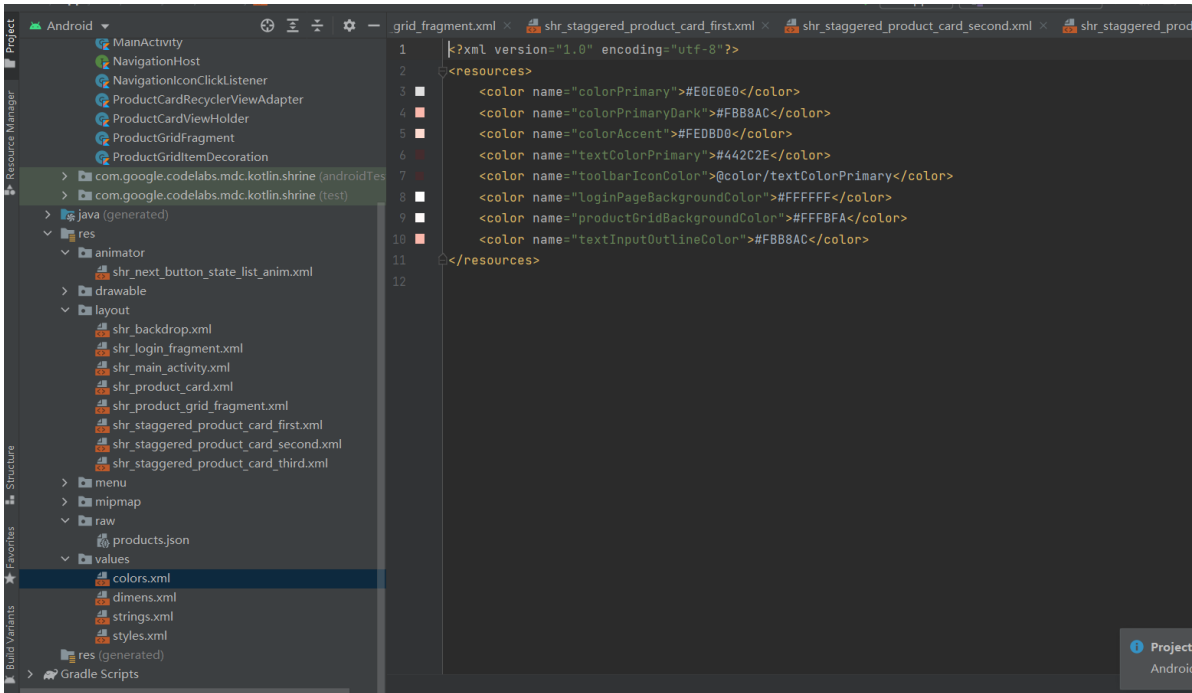 Android
MainActivity
NavigationHost
NavigationIconClickListener
ProductCardRecyclerViewAdapter
ProductCardViewHolder
ProductGridFragment
ProductGridItemDecoration
com.google.codelabs.mdc.kotlin.shrine (androidTes
com.google.codelabs.mdc.kotlin.shrine (test)
java (generated)
res
animator
shr_next_button_state_list_anim.xml
drawable
layout
shr_backdrop.xml
shr_login_fragment.xml
shr_main_activity.xml
shr_product_card.xml
shr_product_grid_fragment.xml
shr_staggered_product_card_first.xml
shr_staggered_product_card_second.xml
shr_staggered_product_card_third.xml
menu
mipmap
raw
products.json
values
colors.xml
dimens.xml
strings.xml
styles.xml
res (generated)
Gradle Scripts
Project
Resource Manager
Structure
Favorites
Build Variants
_grid_fragment.xml shr_staggered_product_card_first.xml shr_staggered_product_card_second.xml shr_staggered_prod
1 <?xml version="1.0" encoding="utf-8"?>
2 <resources>
3 <color name="colorPrimary">#E0E0E0</color>
4 <color name="colorPrimaryDark">#FBB8AC</color>
5 <color name="colorAccent">#FEDBD0</color>
6 <color name="textColorPrimary">#442C2E</color>
7 <color name="toolbarIconColor">@color/textColorPrimary</color>
8 <color name="loginPageBackgroundColor">#FFFFFF</color>
9 <color name="productGridBackgroundColor">#FFFBFA</color>
10 <color name="textInputOutlineColor">#FBB8AC</color>
11 </resources>
12
Project
Androi